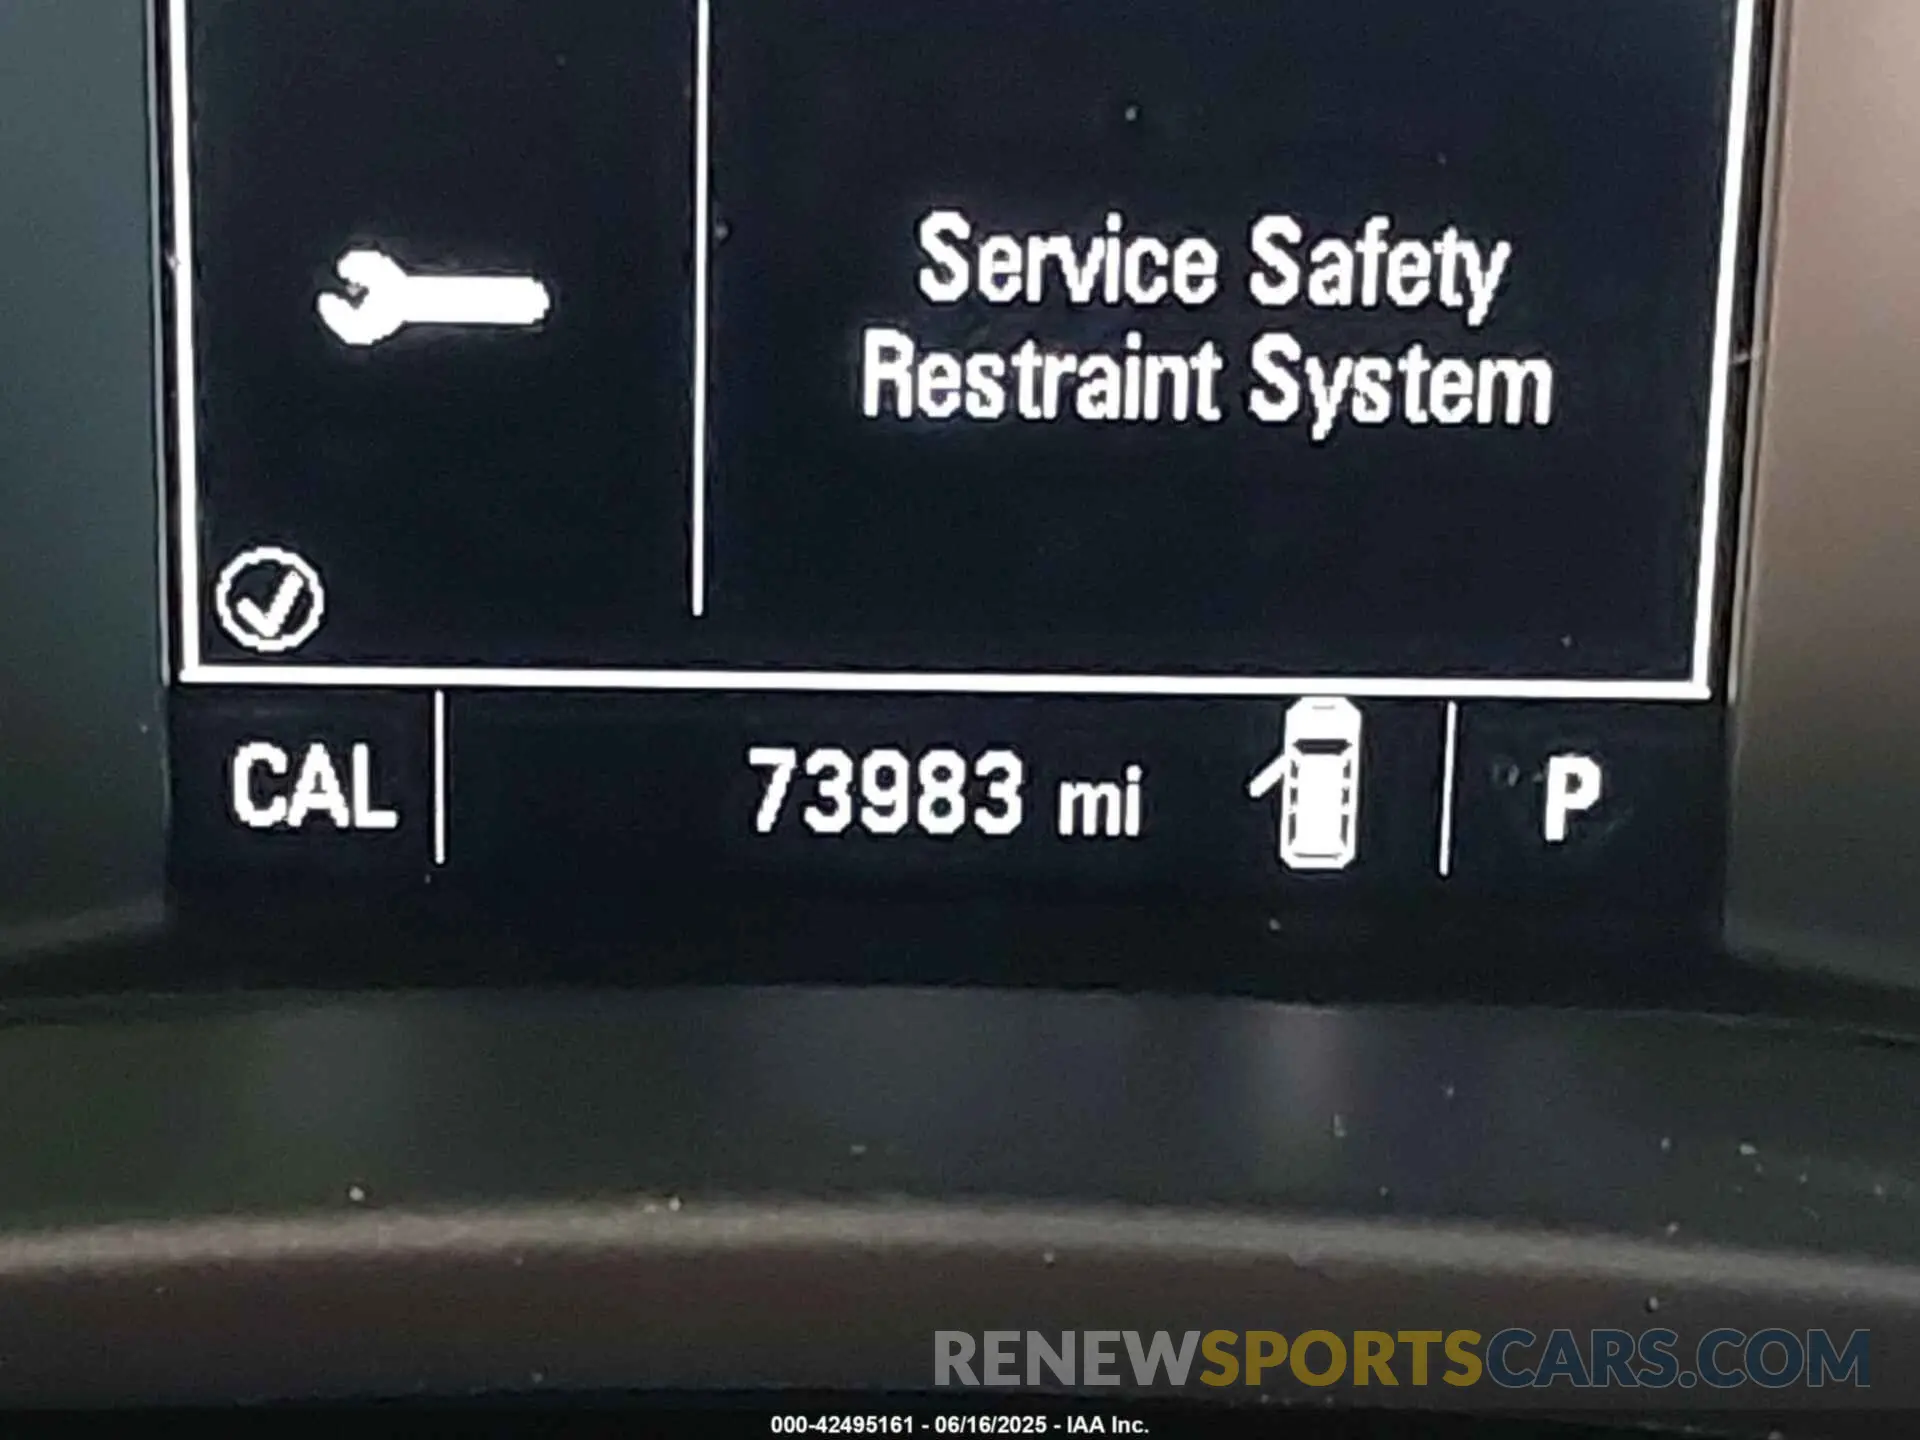 Service Safety
Restraint System
CAL
73983 mi
P
RENEWSPORTSCARS.COM
000-42495161 - 06/16/2025 - IAA Inc.